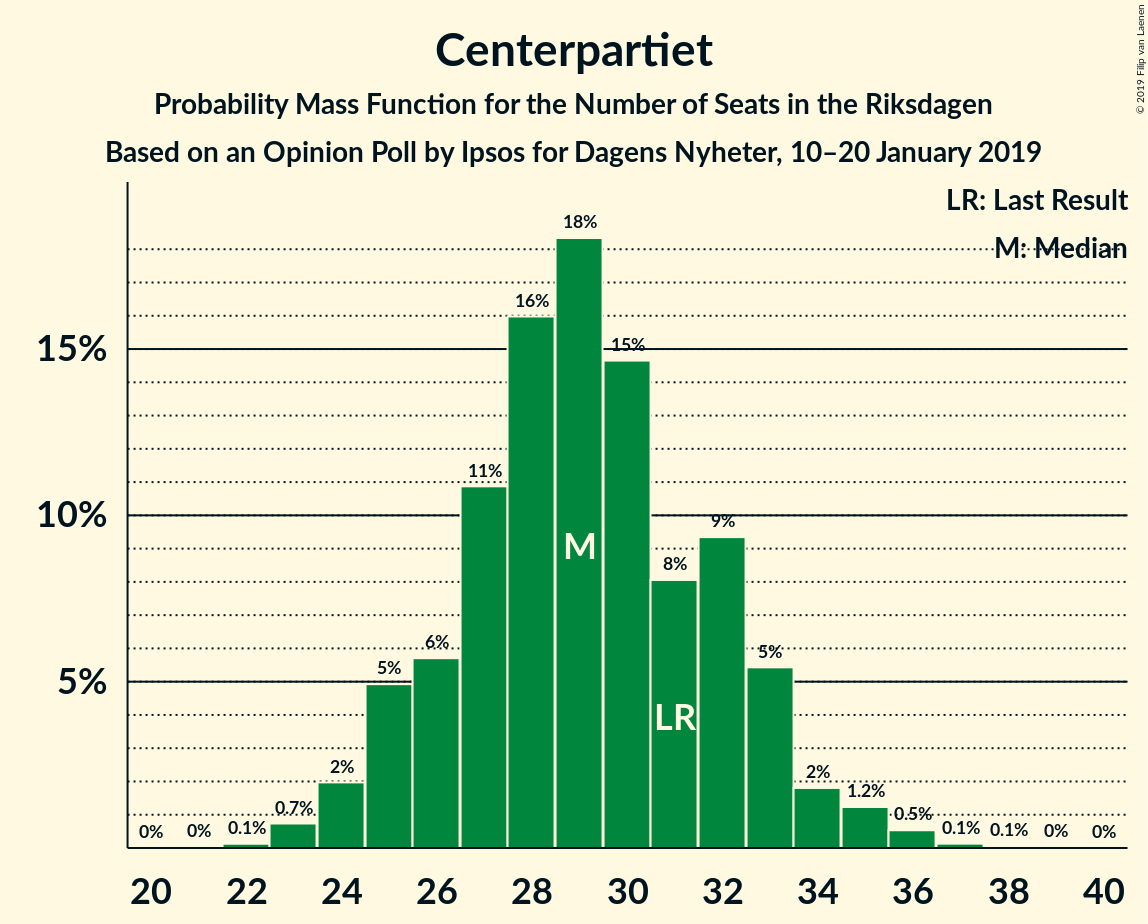 Centerpartiet
Probability Mass Function for the Number of Seats in the Riksdagen
Based on an Opinion Poll by Ipsos for Dagens Nyheter, 10–20 January 2019
© 2019 Filip van Laenen
LR: Last Result
M: Median
18%
16%
15%
15%
11%
10%
9%
M
8%
6%
5%
5%
5%
LR
2%
2%
1.2%
0.7%
0.5%
0%
0%
0.1%
0.1%
0.1%
0%
0%
20 22 24 26 28 30 32 34 36 38 40